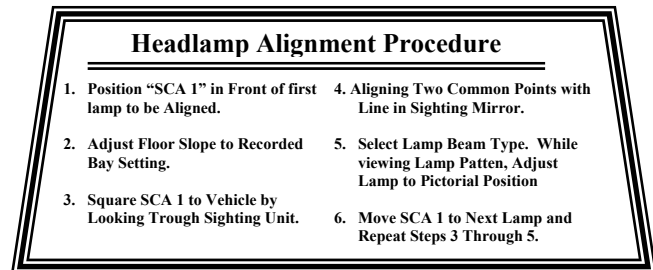 Headlamp Alignment Procedure
1. Position “SCA 1” in Front of first
lamp to be Aligned.
2. Adjust Floor Slope to Recorded
Bay Setting.
3. Square SCA 1 to Vehicle by
Looking Trough Sighting Unit.
4. Aligning Two Common Points with
Line in Sighting Mirror.
5. Select Lamp Beam Type. While
viewing Lamp Patten, Adjust
Lamp to Pictorial Position
6. Move SCA 1 to Next Lamp and
Repeat Steps 3 Through 5.